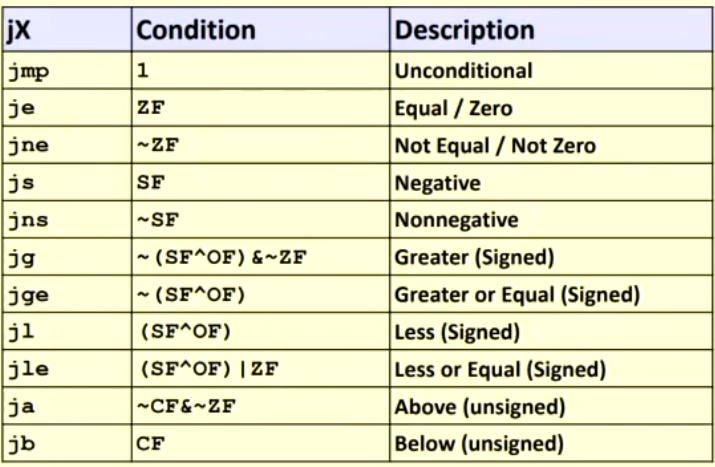 jX Condition Description
jmp 1 Unconditional
je ZF Equal / Zero
jne ~ZF Not Equal / Not Zero
js SF Negative
jns ~SF Nonnegative
jg ~(SF^OF)&~ZF Greater (Signed)
jge ~(SF^OF) Greater or Equal (Signed)
jl (SF^OF) Less (Signed)
jle (SF^OF)|ZF Less or Equal (Signed)
ja ~CF&~ZF Above (unsigned)
jb CF Below (unsigned)